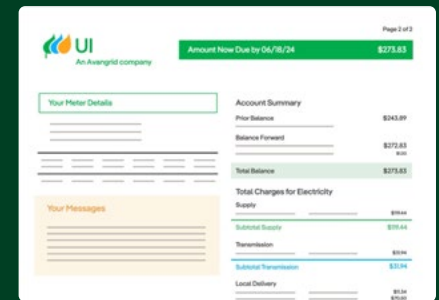 Page 2 of 2
UI
An Avangrid company
Amount Now Due by 06/18/24 $273.83
Your Meter Details
Account Summary
Prior Balance $243.89
Balance Forward
$272.83
Total Balance $273.83
Total Charges for Electricity
Supply
Your Messages
Subtotal Supply
Transmission
$31.94
Subtotal Transmission $31.94
Local Delivery